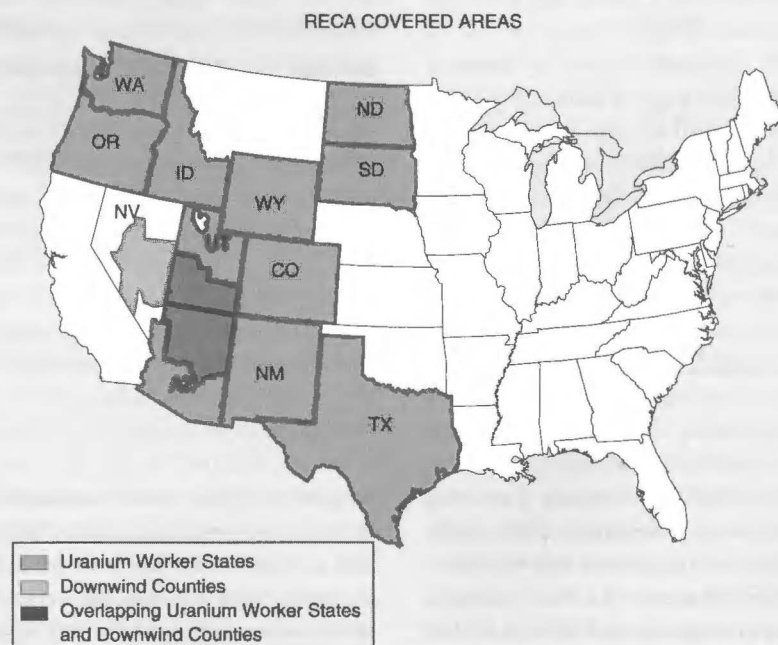 RECA COVERED AREAS
WA
ND
OR
ID
SD
WY
NV
UT
CO
AZ
NM
TX
Uranium Worker States
Downwind Counties
Overlapping Uranium Worker States
and Downwind Counties